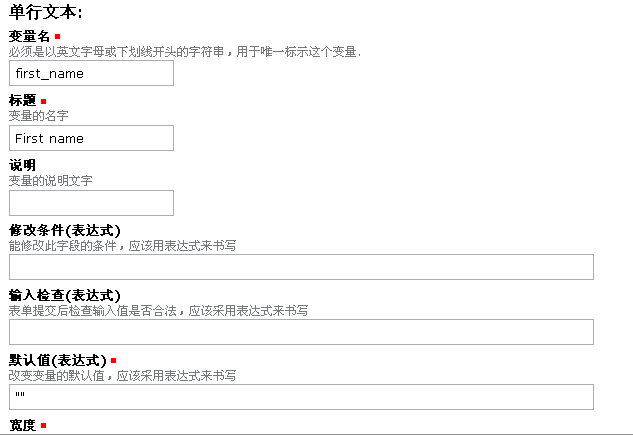 单行文本:
变量名
必须是以英文字母或下划线开头的字符串，用于唯一标示这个变量.
first_name
标题
变量的名字
First name
说明
变量的说明文字
修改条件(表达式)
能修改此字段的条件，应该用表达式来书写
输入检查(表达式)
表单提交后检查输入值是否合法，应该采用表达式来书写
默认值(表达式)
改变变量的默认值，应该采用表达式来书写
""
宽度